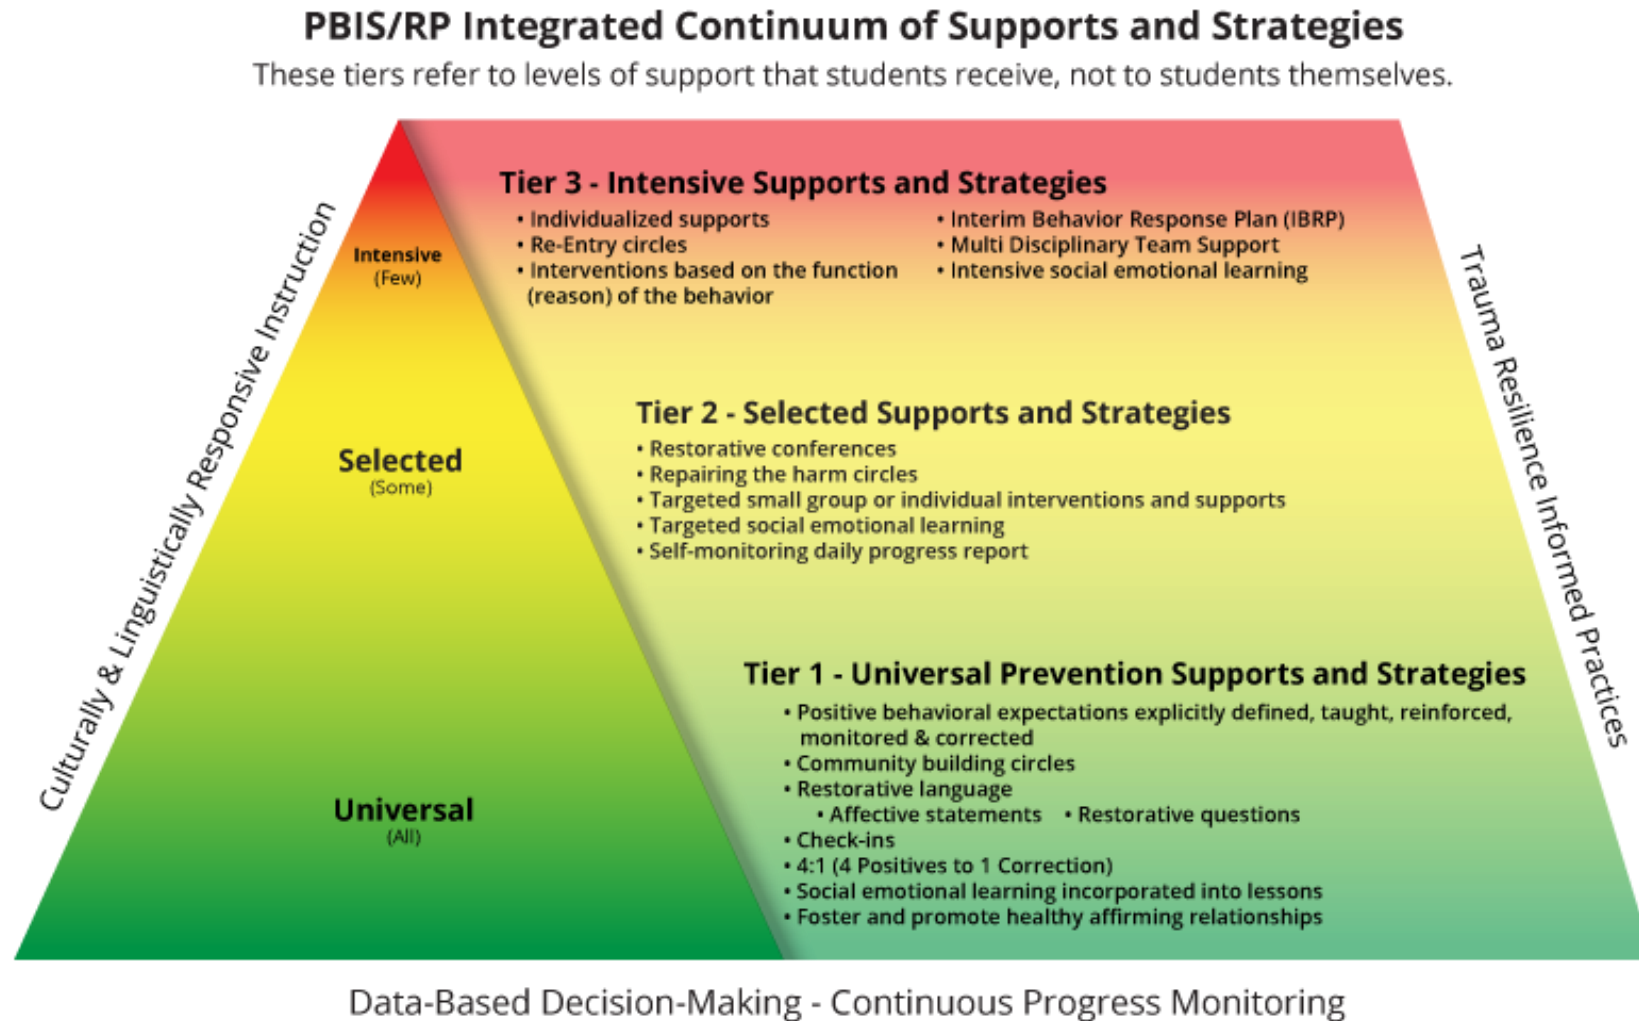 PBIS/RP Integrated Continuum of Supports and Strategies
These tiers refer to levels of support that students receive, not to students themselves.
Culturally & Linguistically Responsive Instruction
Intensive
(Few)
Selected
(Some)
Universal
(All)
Tier 3 - Intensive Supports and Strategies
• Individualized supports
• Re-Entry circles
• Interventions based on the function
(reason) of the behavior
• Interim Behavior Response Plan (IBRP)
• Multi Disciplinary Team Support
• Intensive social emotional learning
Tier 2 - Selected Supports and Strategies
• Restorative conferences
• Repairing the harm circles
• Targeted small group or individual interventions and supports
• Targeted social emotional learning
• Self-monitoring daily progress report
Tier 1 - Universal Prevention Supports and Strategies
• Positive behavioral expectations explicitly defined, taught, reinforced,
monitored & corrected
• Community building circles
• Restorative language
• Affective statements • Restorative questions
• Check-ins
• 4:1 (4 Positives to 1 Correction)
• Social emotional learning incorporated into lessons
• Foster and promote healthy affirming relationships
Trauma Resilience Informed Practices
Data-Based Decision-Making - Continuous Progress Monitoring